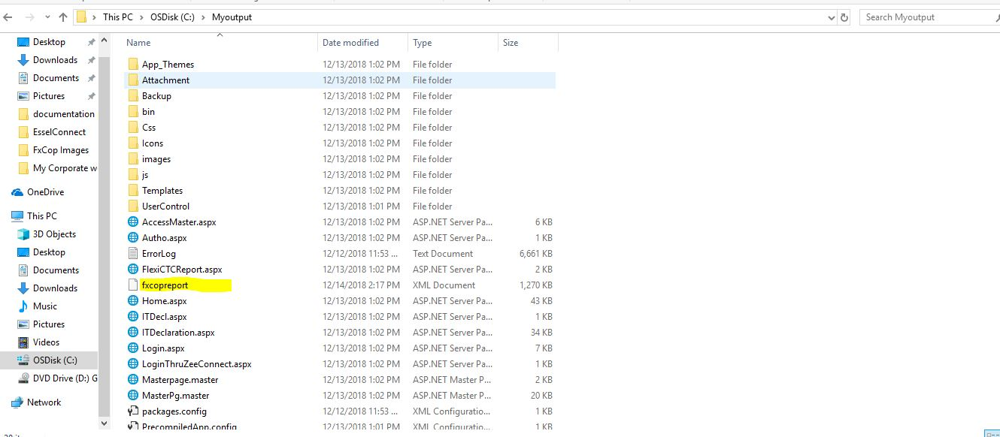 This PC > OSDisk (C:) > Myoutput
Search Myoutput
Desktop
Downloads
Documents
Pictures
documentation
EsselConnect
FxCop Images
My Corporate w
OneDrive
This PC
3D Objects
Desktop
Documents
Downloads
Music
Pictures
Videos
OSDisk (C:)
DVD Drive (D:) G
Network
Name Date modified Type Size
App_Themes 12/13/2018 1:02 PM File folder
Attachment 12/13/2018 1:02 PM File folder
Backup 12/13/2018 1:02 PM File folder
bin 12/13/2018 1:02 PM File folder
Css 12/13/2018 1:02 PM File folder
Icons 12/13/2018 1:02 PM File folder
images 12/13/2018 1:02 PM File folder
js 12/13/2018 1:02 PM File folder
Templates 12/13/2018 1:02 PM File folder
UserControl 12/13/2018 1:01 PM File folder
AccessMaster.aspx 12/13/2018 1:02 PM ASP.NET Server Pa... 6 KB
Autho.aspx 12/13/2018 1:02 PM ASP.NET Server Pa... 1 KB
ErrorLog 12/12/2018 11:53 ... Text Document 6,661 KB
FlexiCTCReport.aspx 12/13/2018 1:02 PM ASP.NET Server Pa... 2 KB
fxcopreport 12/14/2018 2:17 PM XML Document 1,270 KB
Home.aspx 12/13/2018 1:02 PM ASP.NET Server Pa... 43 KB
ITDecl.aspx 12/13/2018 1:02 PM ASP.NET Server Pa... 1 KB
ITDeclaration.aspx 12/13/2018 1:02 PM ASP.NET Server Pa... 34 KB
Login.aspx 12/13/2018 1:02 PM ASP.NET Server Pa... 7 KB
LoginThruZeeConnect.aspx 12/13/2018 1:02 PM ASP.NET Server Pa... 1 KB
Masterpage.master 12/13/2018 1:02 PM ASP.NET Master P... 2 KB
MasterPg.master 12/13/2018 1:02 PM ASP.NET Master P... 20 KB
packages.config 12/12/2018 11:53 ... XML Configuratio... 1 KB
PrecompiledApp.config 12/13/2018 1:01 PM XML Configuratio... 1 KB